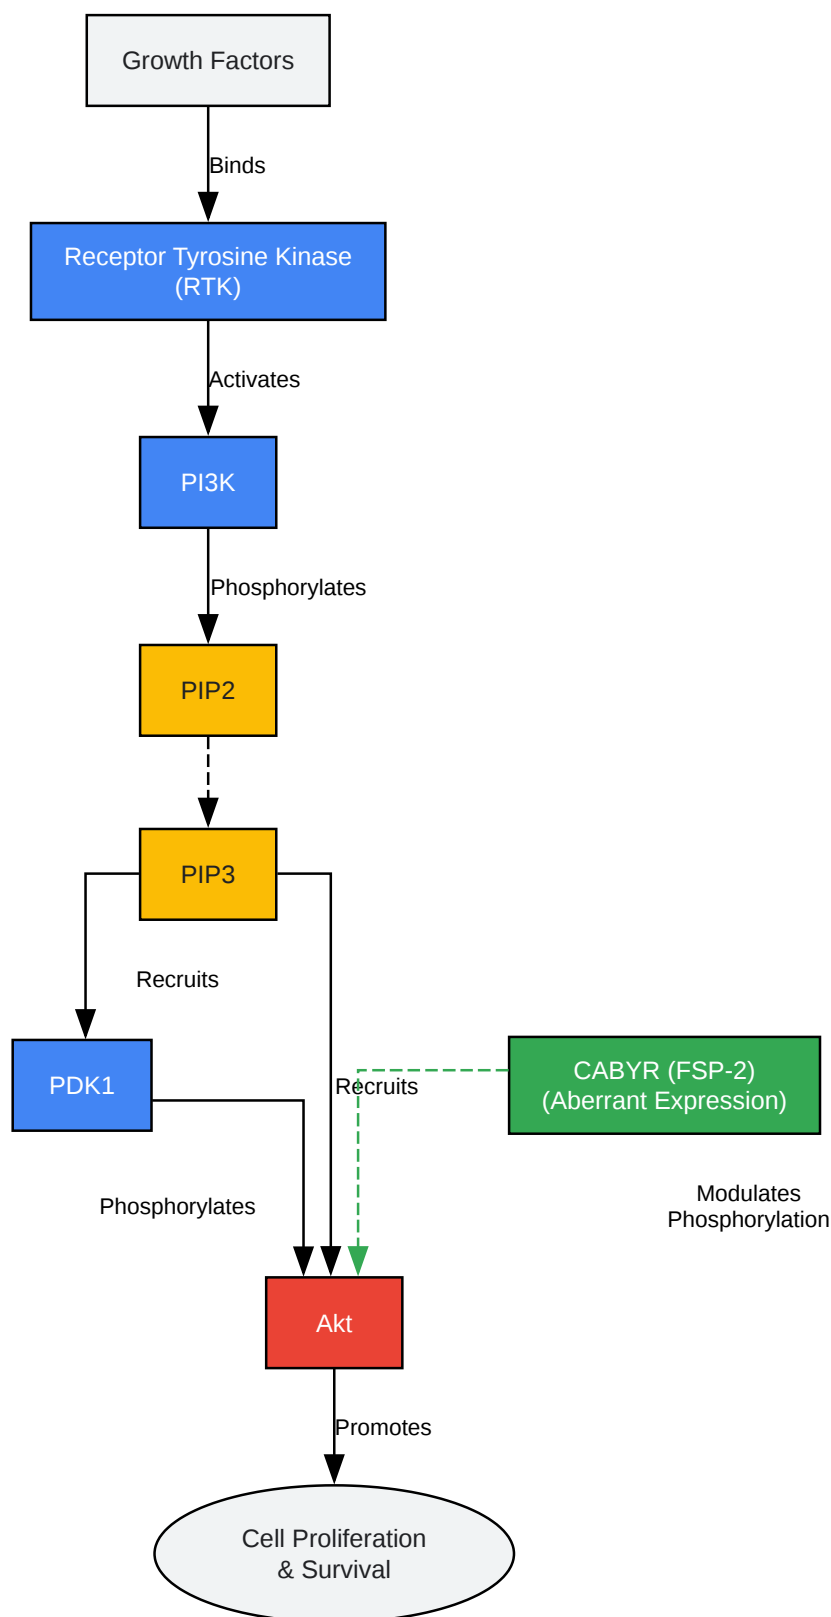 Growth Factors
Binds
Receptor Tyrosine Kinase
(RTK)
Activates
PI3K
Phosphorylates
PIP2
PIP3
Recruits
PDK1
Recruits
CABYR (FSP-2)
(Aberrant Expression)
Phosphorylates
Modulates
Phosphorylation
Akt
Promotes
Cell Proliferation
& Survival